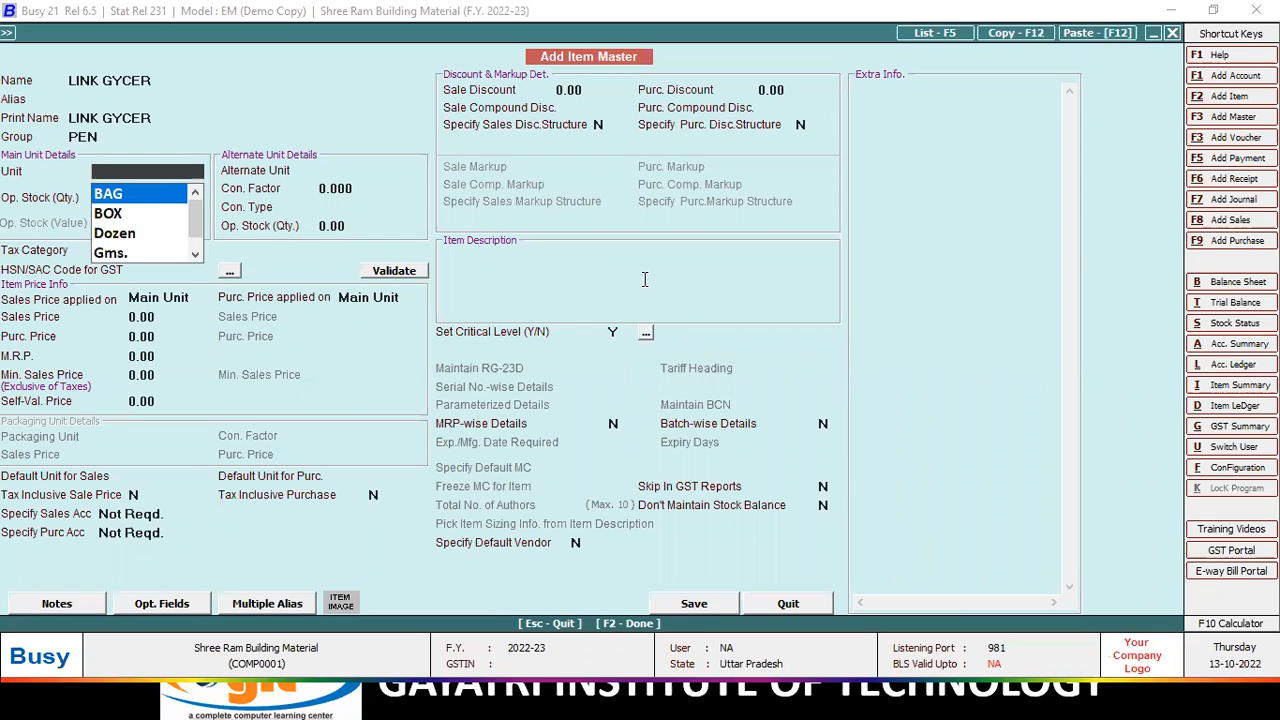 Busy 21 Rel 6.5 | Stat Rel 231 | Model : EM (Demo Copy) | Shree Ram Building Material (F.Y. 2022-23)
>> List - F5 Copy - F12 Paste - [F12] Shortcut Keys
Add Item Master
Name LINK GYCER
Alias
Print Name LINK GYCER
Group PEN
Main Unit Details
Unit
BAG
BOX
Dozen
Gms.
Op. Stock (Qty.)
Op. Stock (Value)
Alternate Unit Details
Alternate Unit
Con. Factor 0.000
Con. Type
Op. Stock (Qty.) 0.00
Tax Category
HSN/SAC Code for GST ... Validate
Item Price Info
Sales Price applied on Main Unit Purc. Price applied on Main Unit
Sales Price 0.00 Sales Price
Purc. Price 0.00 Purc. Price
M.R.P. 0.00
Min. Sales Price 0.00 Min. Sales Price
(Exclusive of Taxes)
Self-Val. Price 0.00
Packaging Unit Details
Packaging Unit Con. Factor
Sales Price Purc. Price
Default Unit for Sales Default Unit for Purc.
Tax Inclusive Sale Price N Tax Inclusive Purchase N
Specify Sales Acc Not Reqd.
Specify Purc Acc Not Reqd.
Notes Opt. Fields Multiple Alias ITEM IMAGE
Discount & Markup Det.
Sale Discount 0.00 Purc. Discount 0.00
Sale Compound Disc. Purc. Compound Disc.
Specify Sales Disc.Structure N Specify Purc. Disc.Structure N
Sale Markup Purc. Markup
Sale Comp. Markup Purc. Comp. Markup
Specify Sales Markup Structure Specify Purc.Markup Structure
Item Description
Set Critical Level (Y/N) Y ...
Maintain RG-23D Tariff Heading
Serial No.-wise Details
Parameterized Details Maintain BCN
MRP-wise Details N Batch-wise Details N
Exp./Mfg. Date Required Expiry Days
Specify Default MC
Freeze MC for Item Skip In GST Reports N
Total No. of Authors (Max. 10) Don't Maintain Stock Balance N
Pick Item Sizing Info. from Item Description
Specify Default Vendor N
Save Quit
Extra Info.
F1 Help
F1 Add Account
F2 Add Item
F3 Add Master
F3 Add Voucher
F5 Add Payment
F6 Add Receipt
F7 Add Journal
F8 Add Sales
F9 Add Purchase
B Balance Sheet
T Trial Balance
S Stock Status
A Acc. Summary
L Acc. Ledger
I Item Summary
D Item LeDger
G GST Summary
U Switch User
F ConFiguration
K LocK Program
Training Videos
GST Portal
E-way Bill Portal
[ Esc - Quit ] [ F2 - Done ] F10 Calculator
Busy
Shree Ram Building Material
(COMP0001)
F.Y. : 2022-23
GSTIN :
User : NA
State : Uttar Pradesh
Listening Port : 981
BLS Valid Upto : NA
Your
Company
Logo
Thursday
13-10-2022
GAYATRI INSTITUTE OF TECHNOLOGY
a complete computer learning center